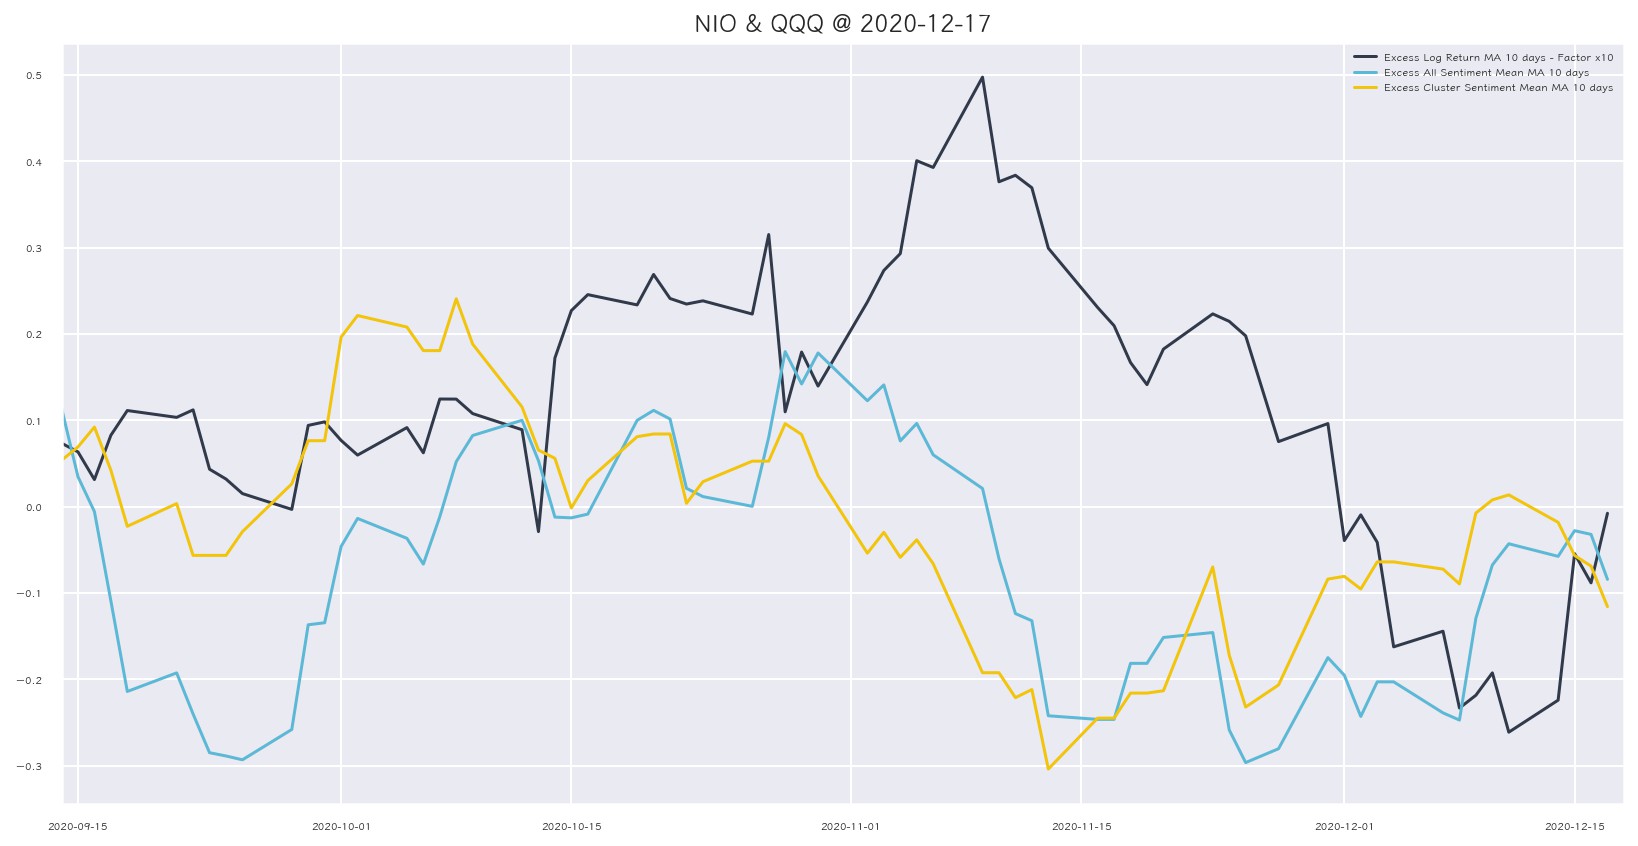 NIO & QQQ @ 2020-12-17
Excess Log Return MA 10 days - Factor x10
Excess All Sentiment Mean MA 10 days
Excess Cluster Sentiment Mean MA 10 days
0.5
0.4
0.3
0.2
0.1
0.0
−0.1
−0.2
−0.3
2020-09-15 2020-10-01 2020-10-15 2020-11-01 2020-11-15 2020-12-01 2020-12-15